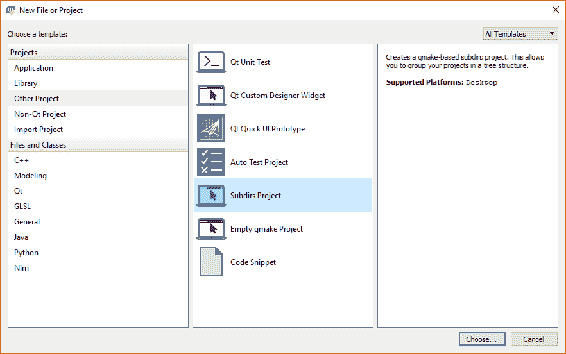 New File or Project
Choose a template:
All Templates
Projects
Application
Library
Other Project
Non-Qt Project
Import Project
Files and Classes
C++
Modeling
Qt
GLSL
General
Java
Python
Nim
Qt Unit Test
Qt Custom Designer Widget
Qt Quick UI Prototype
Auto Test Project
Subdirs Project
Empty qmake Project
Code Snippet
Creates a qmake-based subdirs project. This allows
you to group your projects in a tree structure.
Supported Platforms: Desktop
Choose...
Cancel